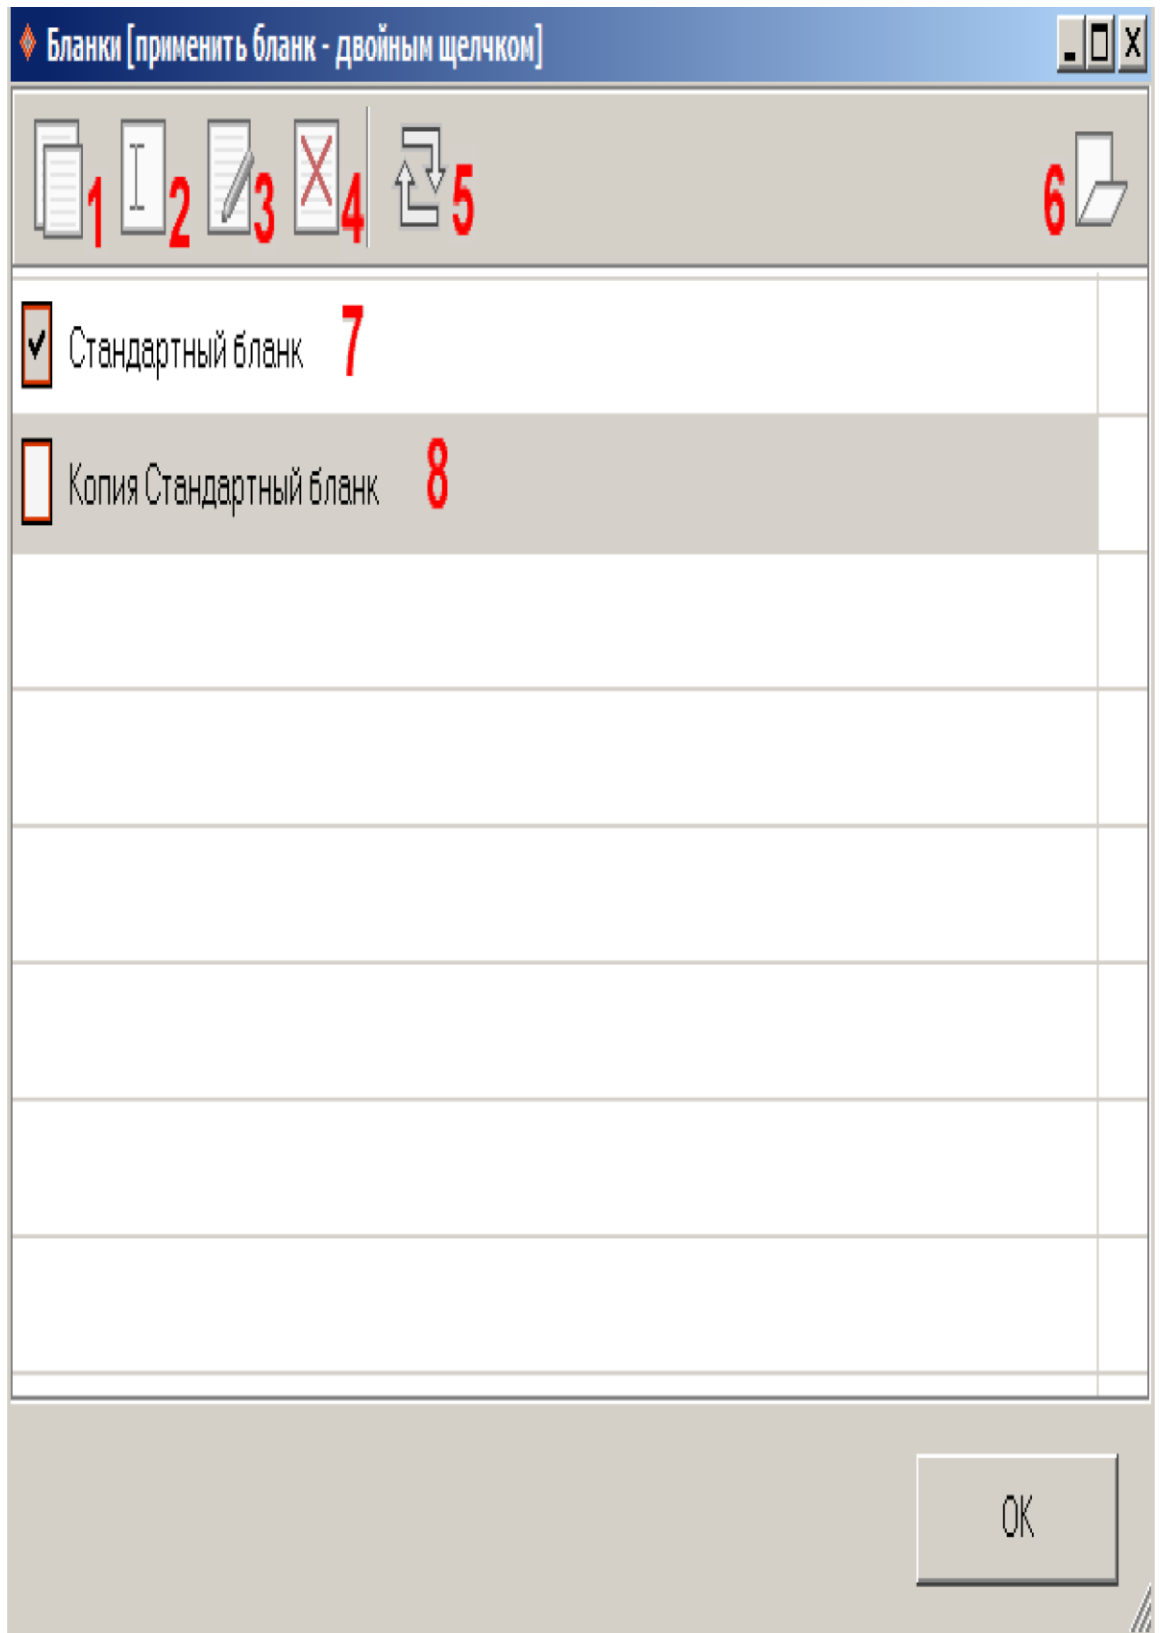 Бланки [применить бланк - двойным щелчком]
1 2 3 4 5 6
Стандартный бланк 7
Копия Стандартный бланк 8
OK